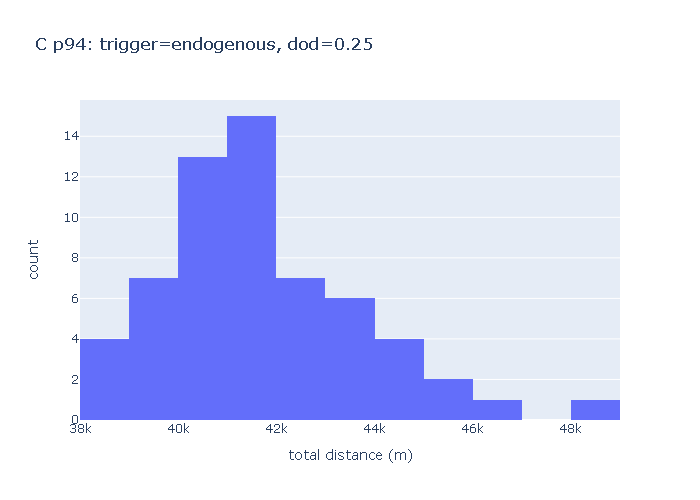 C p94: trigger=endogenous, dod=0.25
14
12
10
8
6
4
2
0
count
38k 40k 42k 44k 46k 48k
total distance (m)